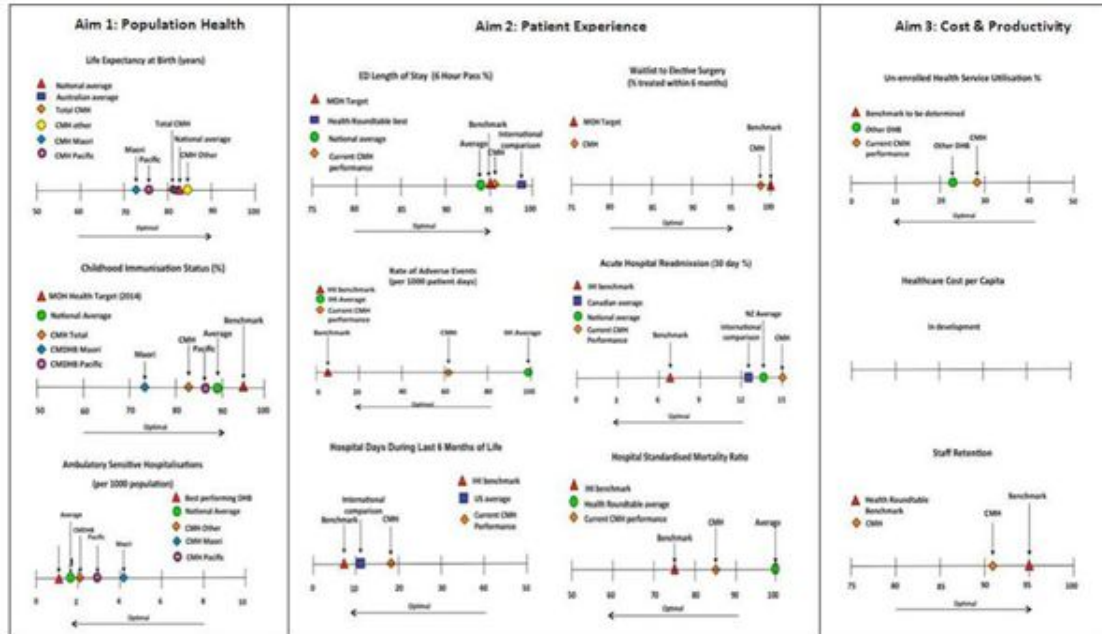 Aim 1: Population Health
Life Expectancy at Birth (years)
National average
Australian average
Total CMH
CMH other
CMH Maori
CMH Pacific
Total CMH
National average
CMH Other
Maori
Pacific
50 60 70 80 90 100
Optimal
Childhood Immunisation Status (%)
MOH Health Target (2014)
National Average
CMH Total
CMDHB Maori
CMDHB Pacific
Benchmark
Average
CMH
Pacific
Maori
50 60 70 80 90 100
Optimal
Ambulatory Sensitive Hospitalisations
(per 1000 population)
Best performing DHB
National Average
CMH Other
CMH Maori
CMH Pacific
Average
CMDHB
Pacific
Maori
0 2 4 6 8 10
Optimal
Aim 2: Patient Experience
ED Length of Stay (6 Hour Pass %)
MOH Target
Health Roundtable best
National average
Current CMH
performance
Benchmark
International
comparison
Average
CMH
75 80 85 90 95 100
Optimal
Waitlist to Elective Surgery
(% treated within 6 months)
MOH Target
CMH
Benchmark
CMH
75 80 85 90 95 100
Optimal
Rate of Adverse Events
(per 1000 patient days)
IHI benchmark
IHI Average
Current CMH
performance
Benchmark
CMH
IHI Average
0 20 40 60 80 100
Optimal
Acute Hospital Readmission (30 day %)
IHI benchmark
Canadian average
National average
Current CMH
Performance
Benchmark
International
comparison
NZ Average
CMH
0 3 6 9 12 15
Optimal
Hospital Days During Last 6 Months of Life
IHI benchmark
US average
Current CMH
Performance
International
comparison
Benchmark
CMH
0 10 20 30 40 50
Optimal
Hospital Standardised Mortality Ratio
IHI benchmark
Health Roundtable average
Current CMH performance
Benchmark
CMH
Average
50 60 70 80 90 100
Optimal
Aim 3: Cost & Productivity
Un-enrolled Health Service Utilisation %
Benchmark to be determined
Other DHB
Current CMH
performance
Other DHB
CMH
0 10 20 30 40 50
Optimal
Healthcare Cost per Capita
In development
Staff Retention
Health Roundtable
Benchmark
CMH
Benchmark
CMH
75 80 85 90 95 100
Optimal